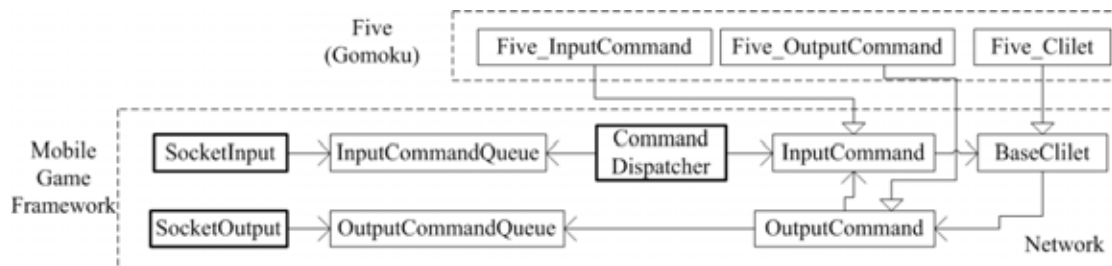 Five
(Gomoku)
Five_InputCommand
Five_OutputCommand
Five_Clilet
Mobile
Game
Framework
SocketInput
InputCommandQueue
Command
Dispatcher
InputCommand
BaseClilet
SocketOutput
OutputCommandQueue
OutputCommand
Network